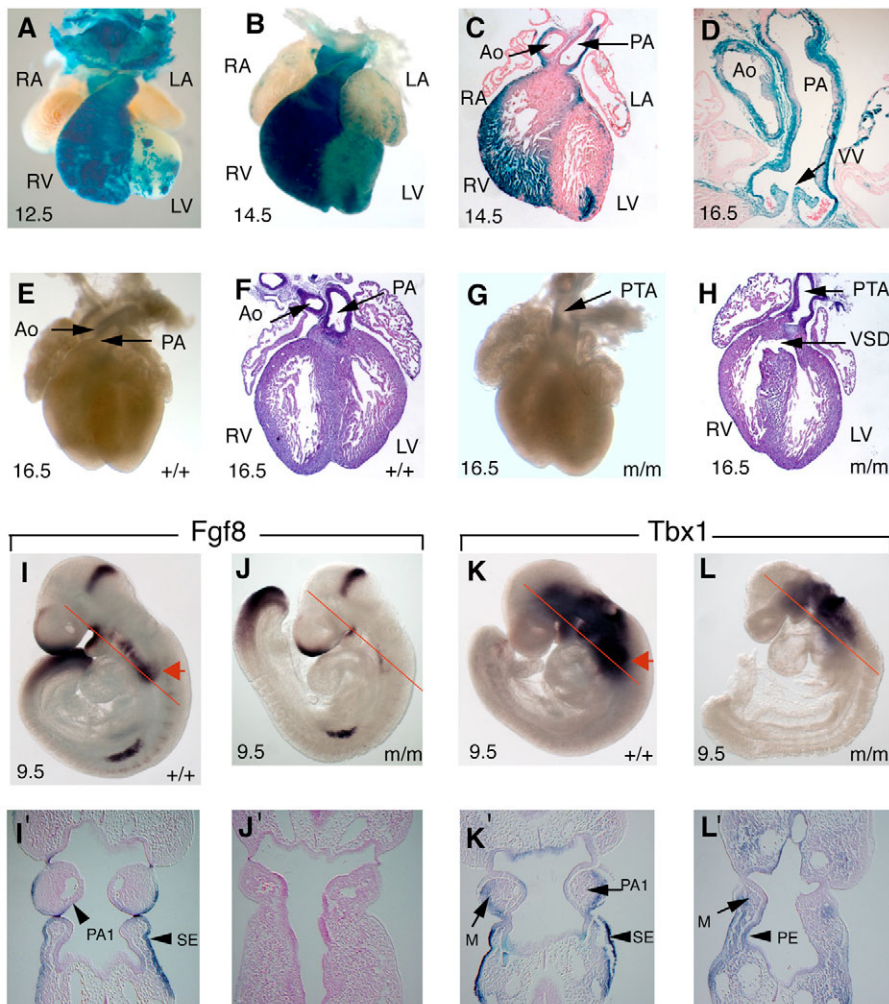 A
RA
LA
RV
LV
12.5
B
RA
LA
RV
LV
14.5
C
Ao
PA
RA
LA
RV
LV
14.5
D
Ao
PA
VV
16.5
E
Ao
PA
16.5
+/+
F
Ao
PA
RV
LV
16.5
+/+
G
PTA
16.5
m/m
H
PTA
VSD
RV
LV
16.5
m/m
Fgf8
Tbx1
I
9.5
+/+
J
9.5
m/m
K
9.5
+/+
L
9.5
m/m
I'
PA1
SE
J'
K'
PA1
M
SE
L'
M
PE